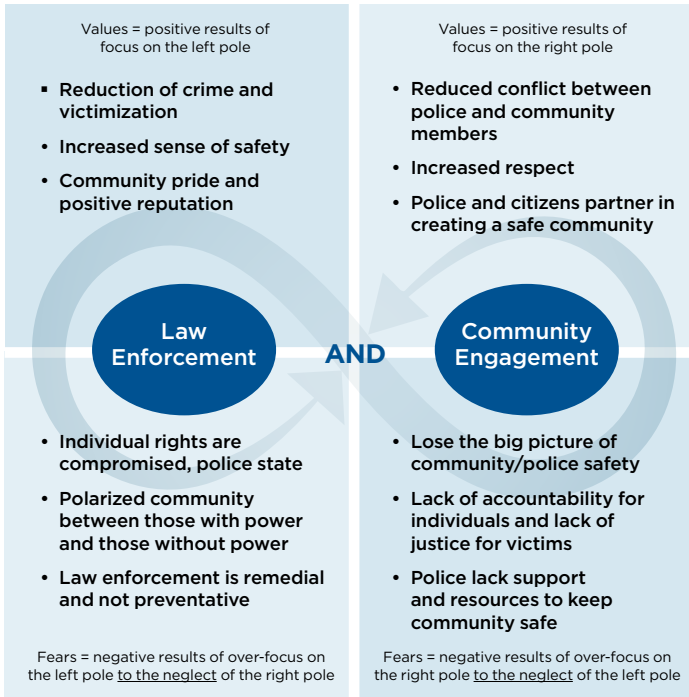 Values = positive results of
focus on the left pole
▪ Reduction of crime and
victimization
• Increased sense of safety
• Community pride and
positive reputation
Values = positive results of
focus on the right pole
• Reduced conflict between
police and community
members
• Increased respect
• Police and citizens partner in
creating a safe community
Law
Enforcement
AND
Community
Engagement
• Individual rights are
compromised, police state
• Polarized community
between those with power
and those without power
• Law enforcement is remedial
and not preventative
Fears = negative results of over-focus on
the left pole to the neglect of the right pole
• Lose the big picture of
community/police safety
• Lack of accountability for
individuals and lack of
justice for victims
• Police lack support
and resources to keep
community safe
Fears = negative results of over-focus on
the right pole to the neglect of the left pole